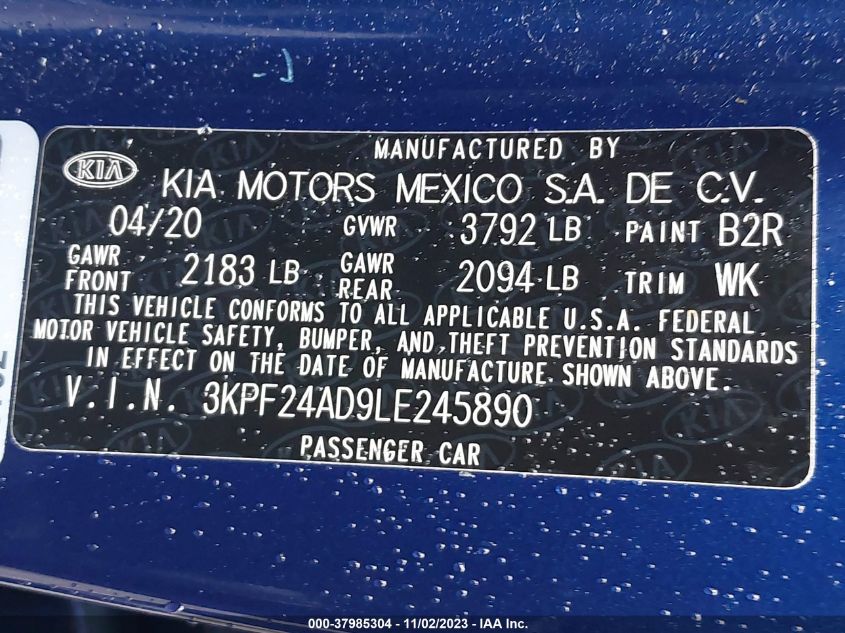 MANUFACTURED BY
KIA KIA MOTORS MEXICO S.A. DE C.V.
04/20 GVWR 3792 LB PAINT B2R
GAWR FRONT 2183 LB GAWR REAR 2094 LB TRIM WK
THIS VEHICLE CONFORMS TO ALL APPLICABLE U.S.A. FEDERAL
MOTOR VEHICLE SAFETY, BUMPER, AND THEFT PREVENTION STANDARDS
IN EFFECT ON THE DATE OF MANUFACTURE SHOWN ABOVE.
V.I.N. 3KPF24AD9LE245890
PASSENGER CAR
000-37985304 - 11/02/2023 - IAA Inc.